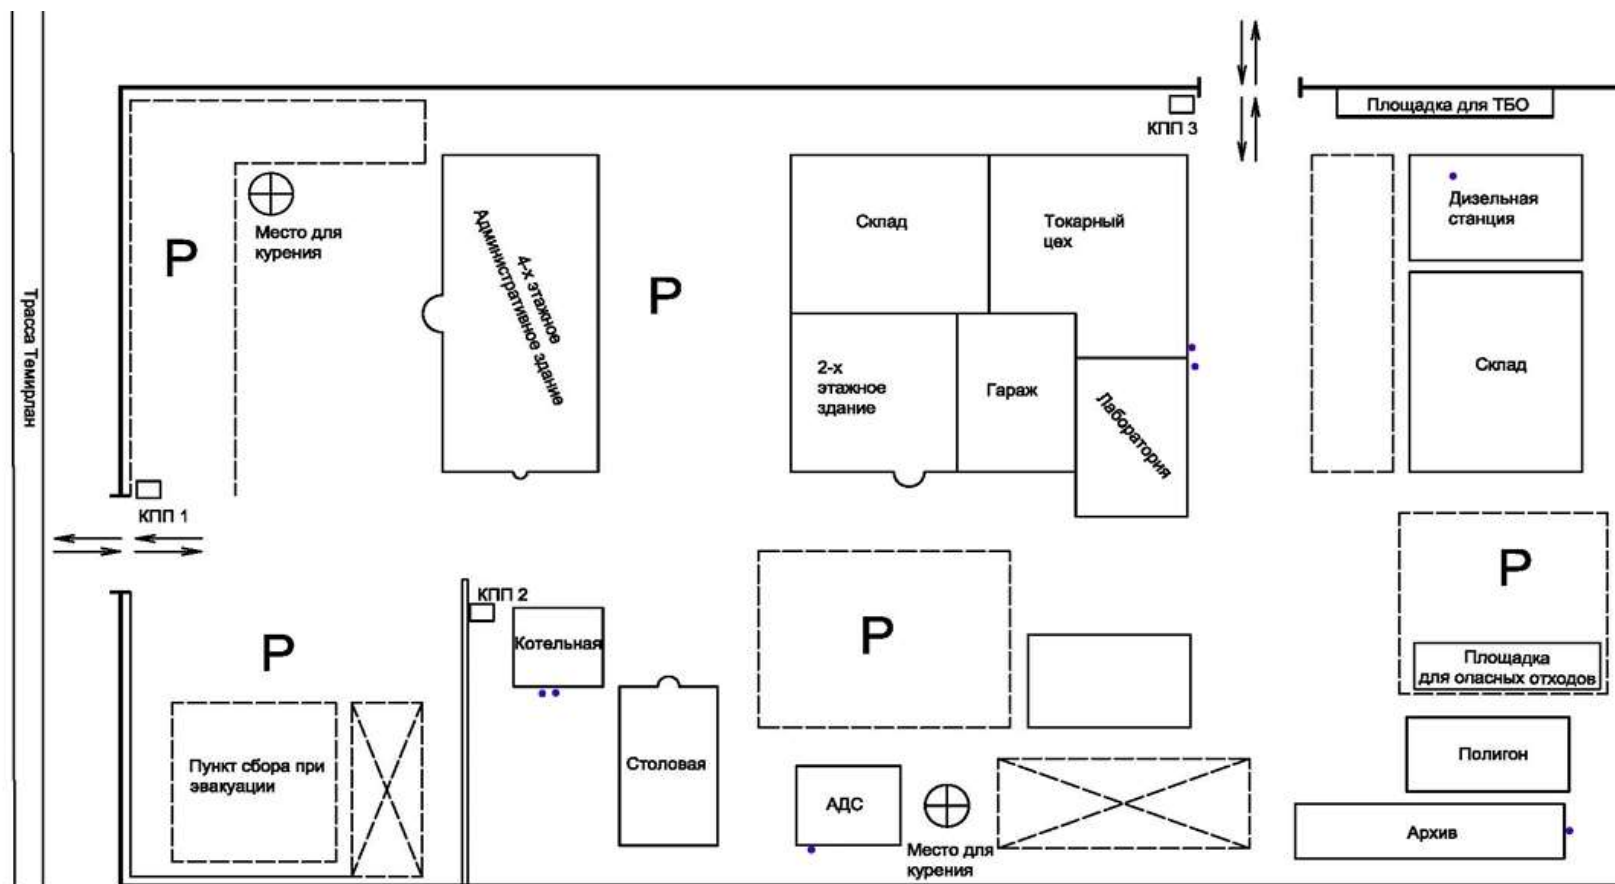 Площадка для ТБО
КПП 3
Дизельная
станция
Склад
Токарный
цех
Место для
курения
P
4-х этажное
Административное здание
P
Трасса Темирлан
2-х
этажное
здание
Гараж
Лаборатория
Склад
КПП 1
P
КПП 2
Котельная
P
P
Площадка
для опасных отходов
Пункт сбора при
эвакуации
Столовая
АДС
Место для
курения
Полигон
Архив